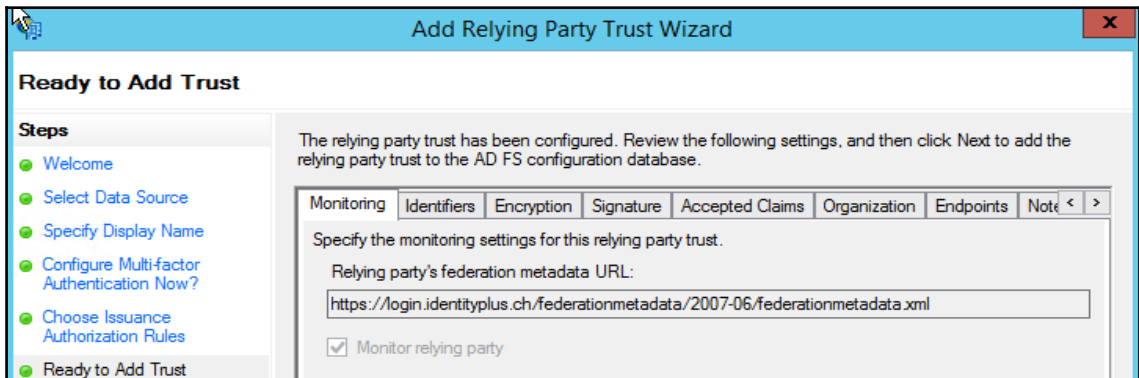 Add Relying Party Trust Wizard
x
Ready to Add Trust
Steps
Welcome
Select Data Source
Specify Display Name
Configure Multi-factor
Authentication Now?
Choose Issuance
Authorization Rules
Ready to Add Trust
The relying party trust has been configured. Review the following settings, and then click Next to add the
relying party trust to the AD FS configuration database.
Monitoring Identifiers Encryption Signature Accepted Claims Organization Endpoints Note < >
Specify the monitoring settings for this relying party trust.
Relying party's federation metadata URL:
https://login.identityplus.ch/federationmetadata/2007-06/federationmetadata.xml
Monitor relying party